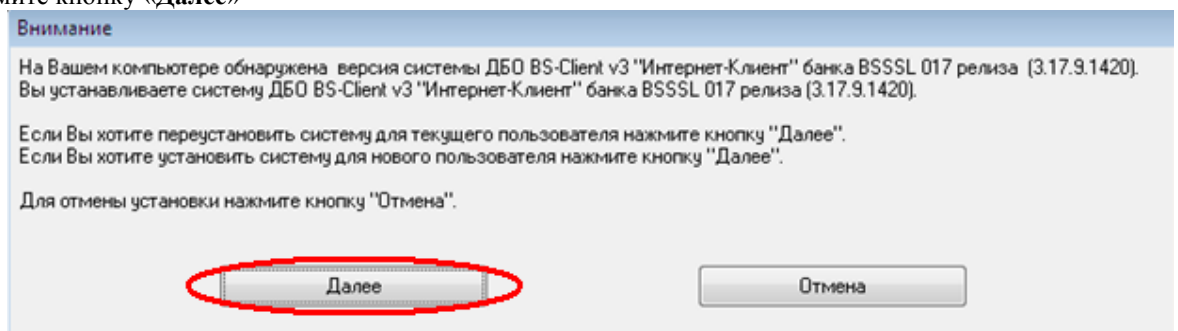 мите кнопку «Далее»
Внимание
На Вашем компьютере обнаружена версия системы ДБО BS-Client v3 "Интернет-Клиент" банка BSSSL 017 релиза (3.17.9.1420).
Вы устанавливаете систему ДБО BS-Client v3 "Интернет-Клиент" банка BSSSL 017 релиза (3.17.9.1420).
Если Вы хотите переустановить систему для текущего пользователя нажмите кнопку "Далее".
Если Вы хотите установить систему для нового пользователя нажмите кнопку "Далее".
Для отмены установки нажмите кнопку "Отмена".
Далее Отмена